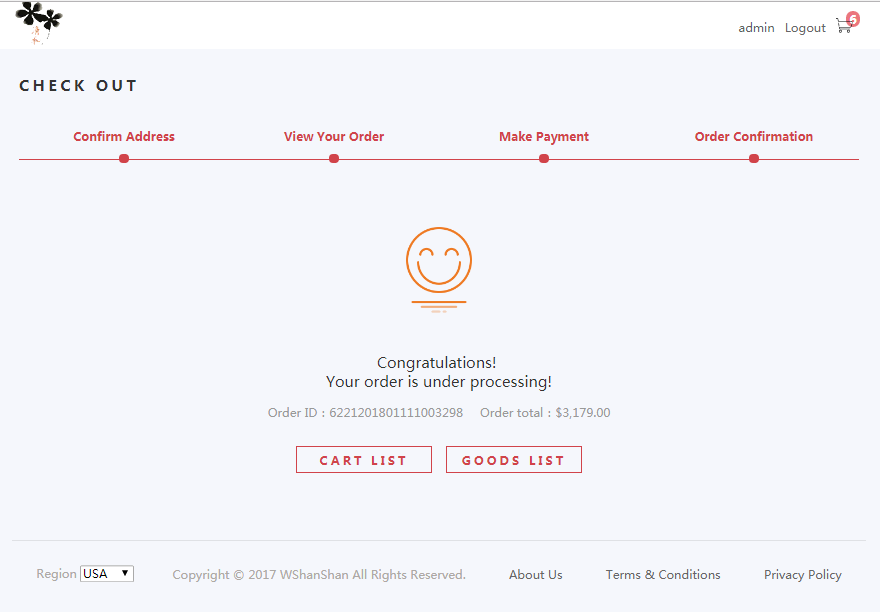 admin Logout 6
CHECK OUT
Confirm Address View Your Order Make Payment Order Confirmation
Congratulations!
Your order is under processing!
Order ID：6221201801111003298 Order total：$3,179.00
CART LIST GOODS LIST
Region USA Copyright © 2017 WShanShan All Rights Reserved. About Us Terms & Conditions Privacy Policy